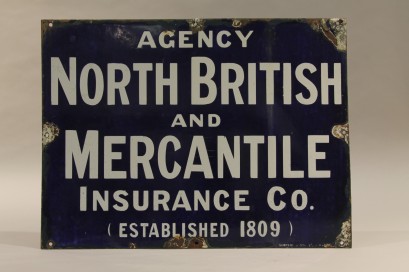 AGENCY
NORTH BRITISH
AND
MERCANTILE
INSURANCE CO.
( ESTABLISHED 1809 )